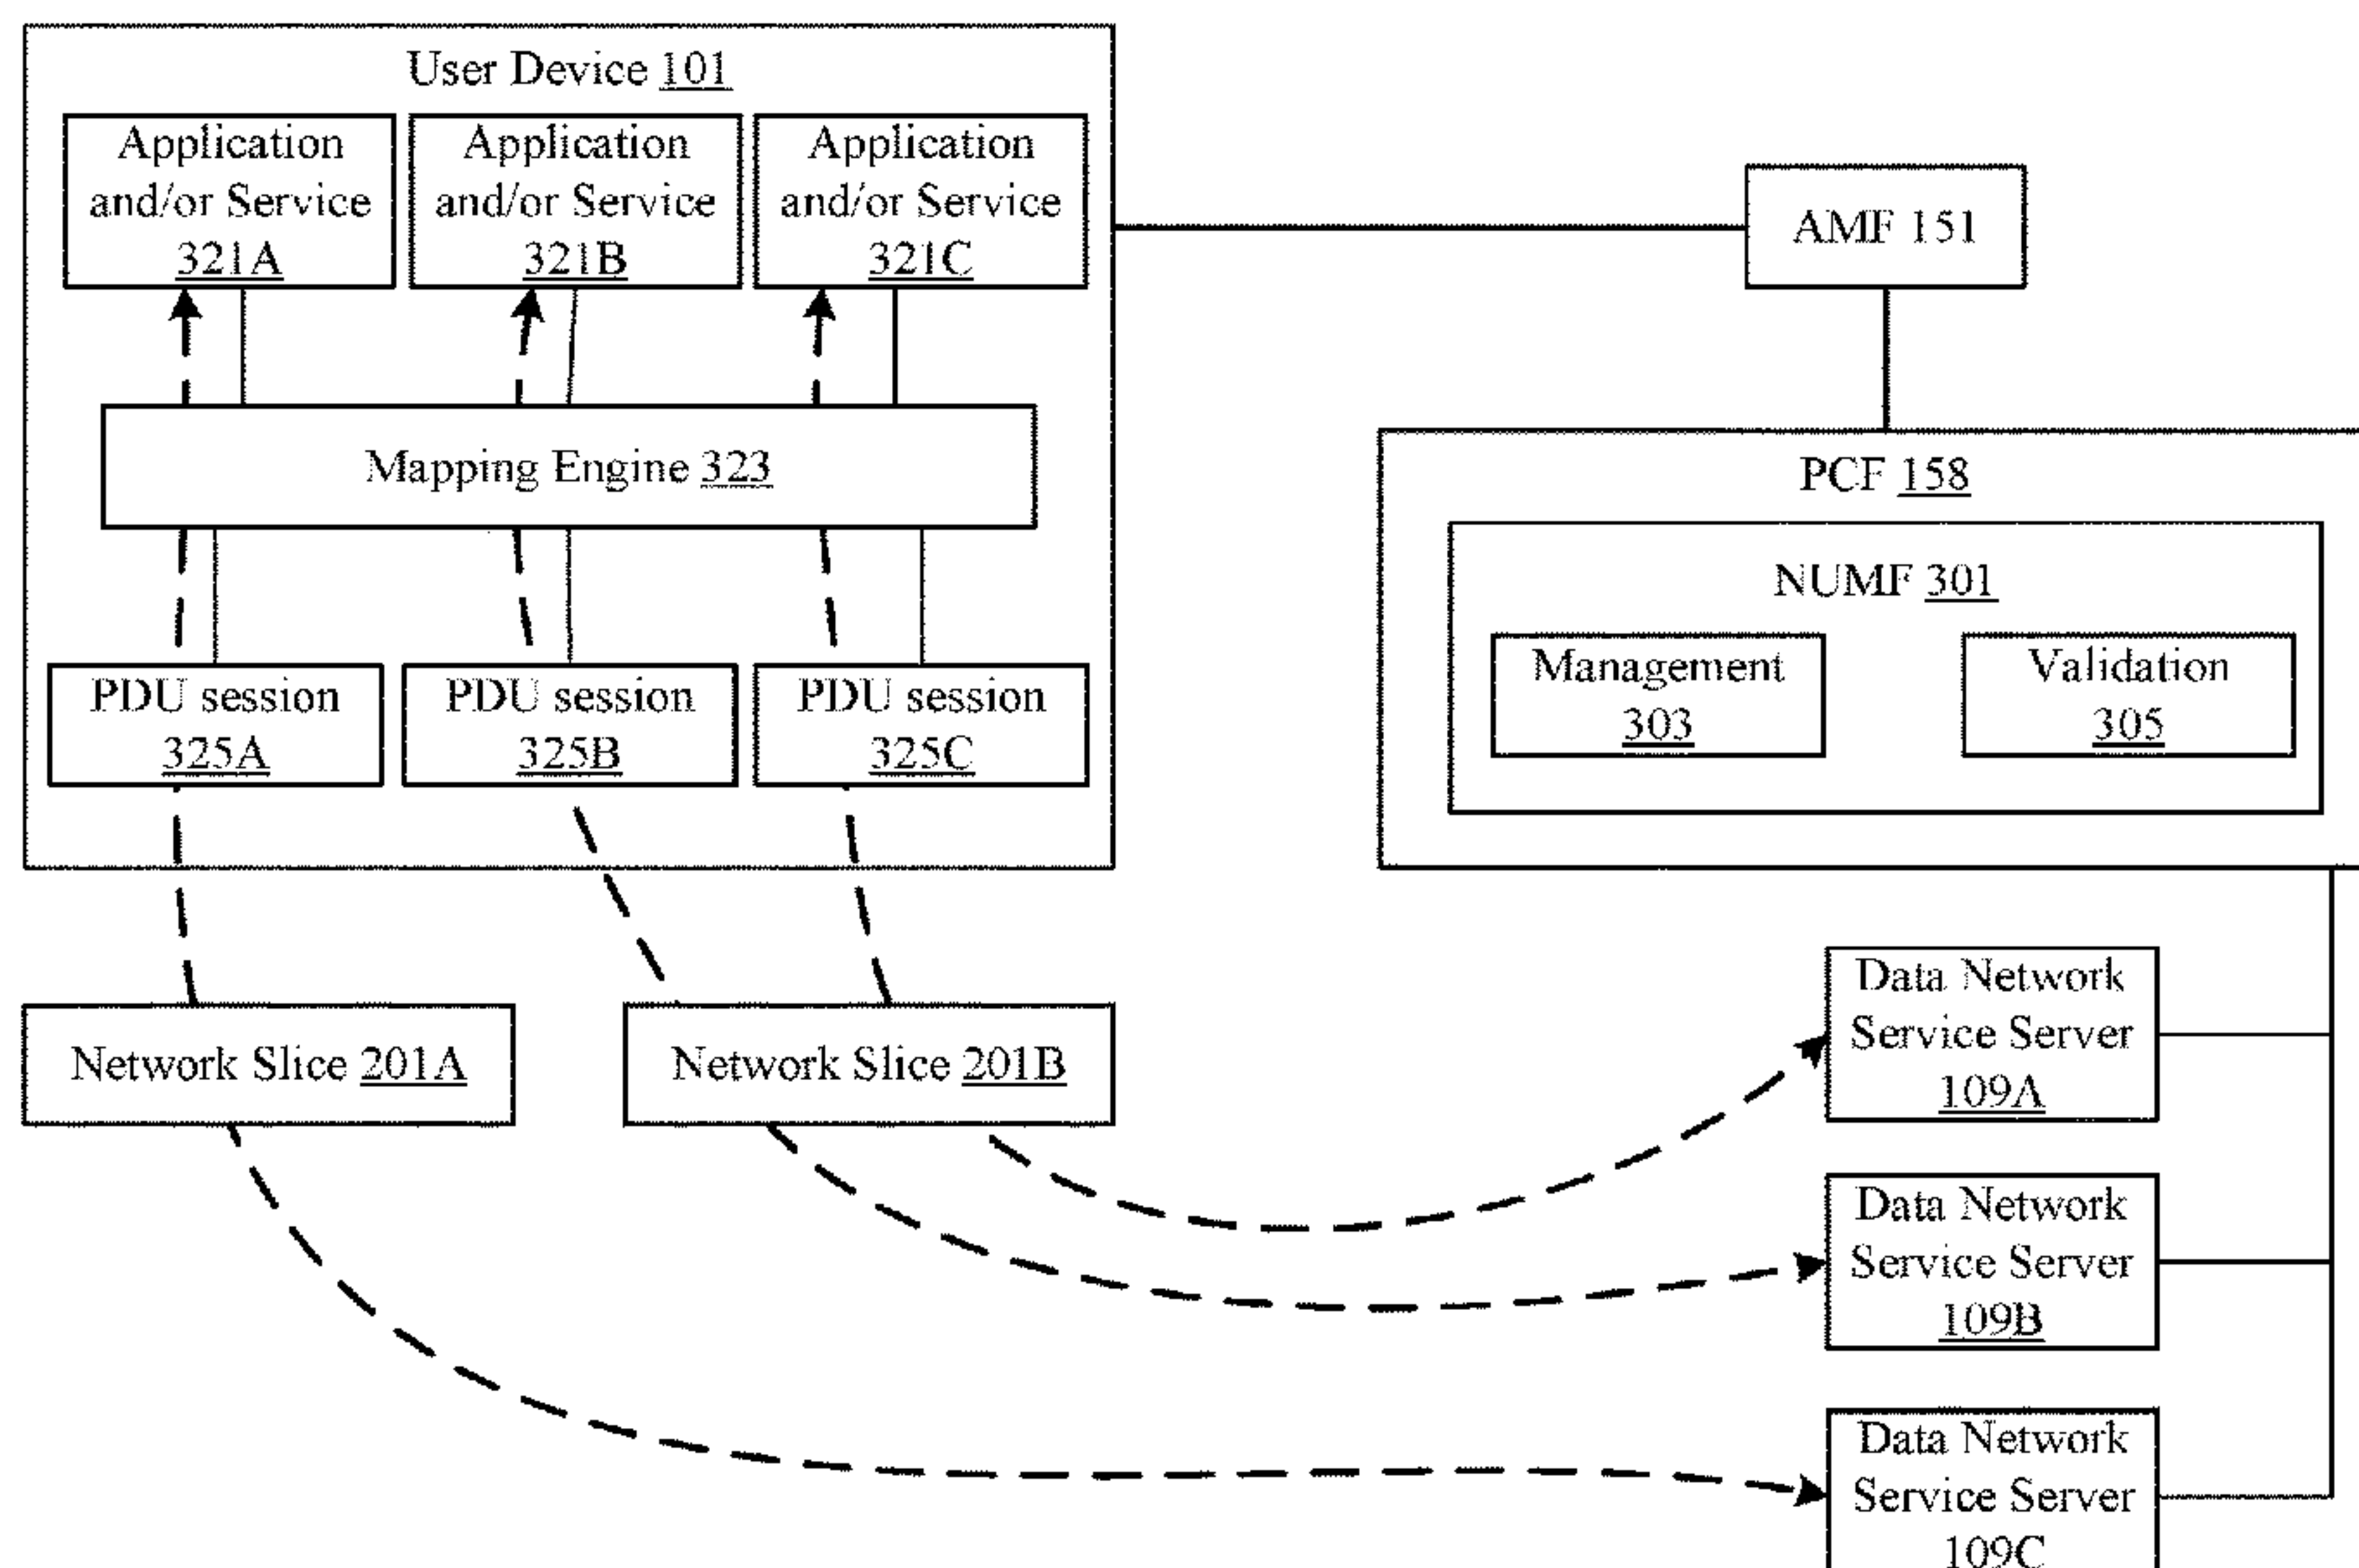 User Device 101
Application
and/or Service
321A
Application
and/or Service
321B
Application
and/or Service
321C
AMF 151
Mapping Engine 323
PCF 158
NUMF 301
Management
303
Validation
305
PDU session
325A
PDU session
325B
PDU session
325C
Network Slice 201A
Network Slice 201B
Data Network
Service Server
109A
Data Network
Service Server
109B
Data Network
Service Server
109C